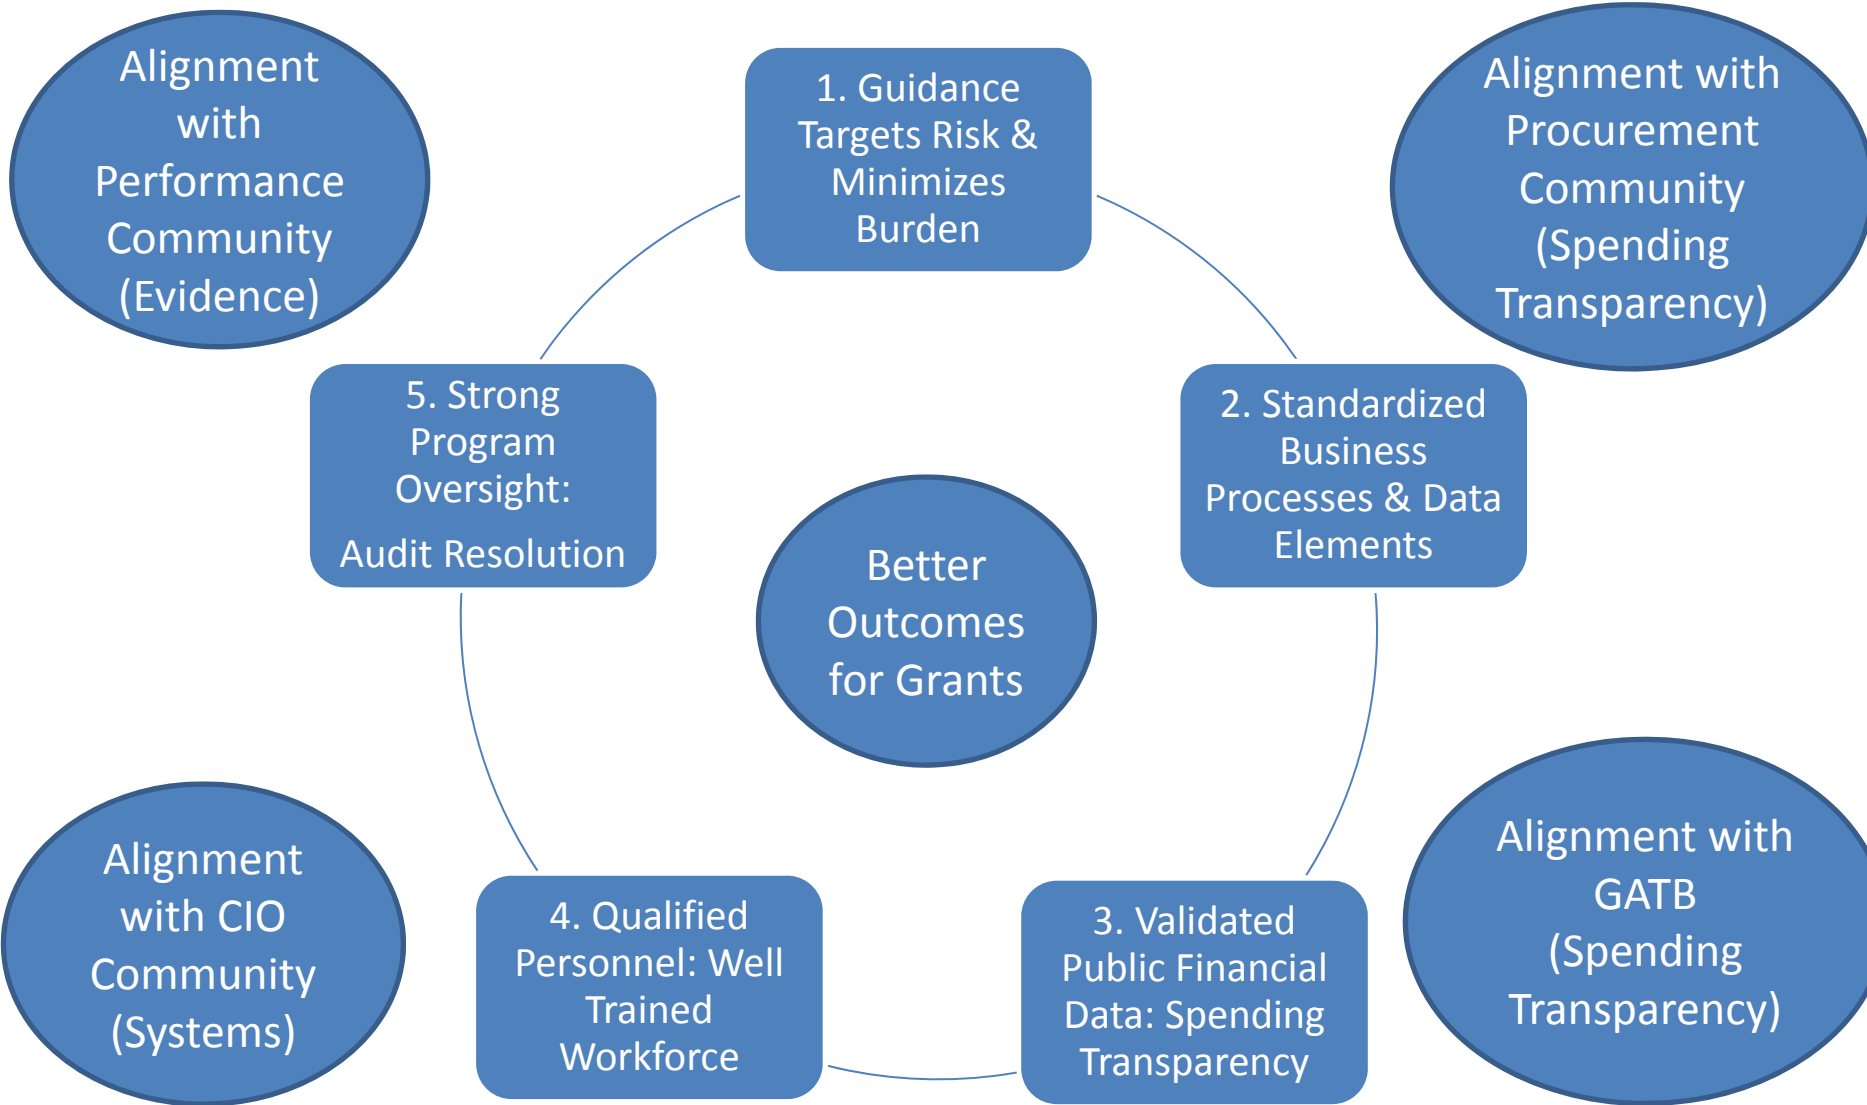 Alignment
with
Performance
Community
(Evidence)
1. Guidance
Targets Risk &
Minimizes
Burden
Alignment with
Procurement
Community
(Spending
Transparency)
5. Strong
Program
Oversight:
Audit Resolution
2. Standardized
Business
Processes & Data
Elements
Better
Outcomes
for Grants
Alignment
with CIO
Community
(Systems)
4. Qualified
Personnel: Well
Trained
Workforce
3. Validated
Public Financial
Data: Spending
Transparency
Alignment with
GATB
(Spending
Transparency)